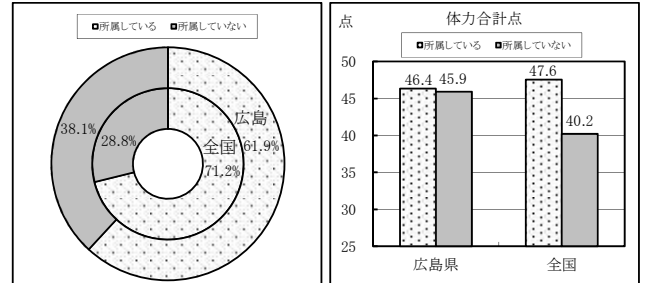 □所属している ■所属していない
広島
61.9%
全国
71.2%
38.1%
28.8%
点
体力合計点
□所属している ■所属していない
50
45
40
35
30
25
46.4
45.9
47.6
40.2
広島県
全国